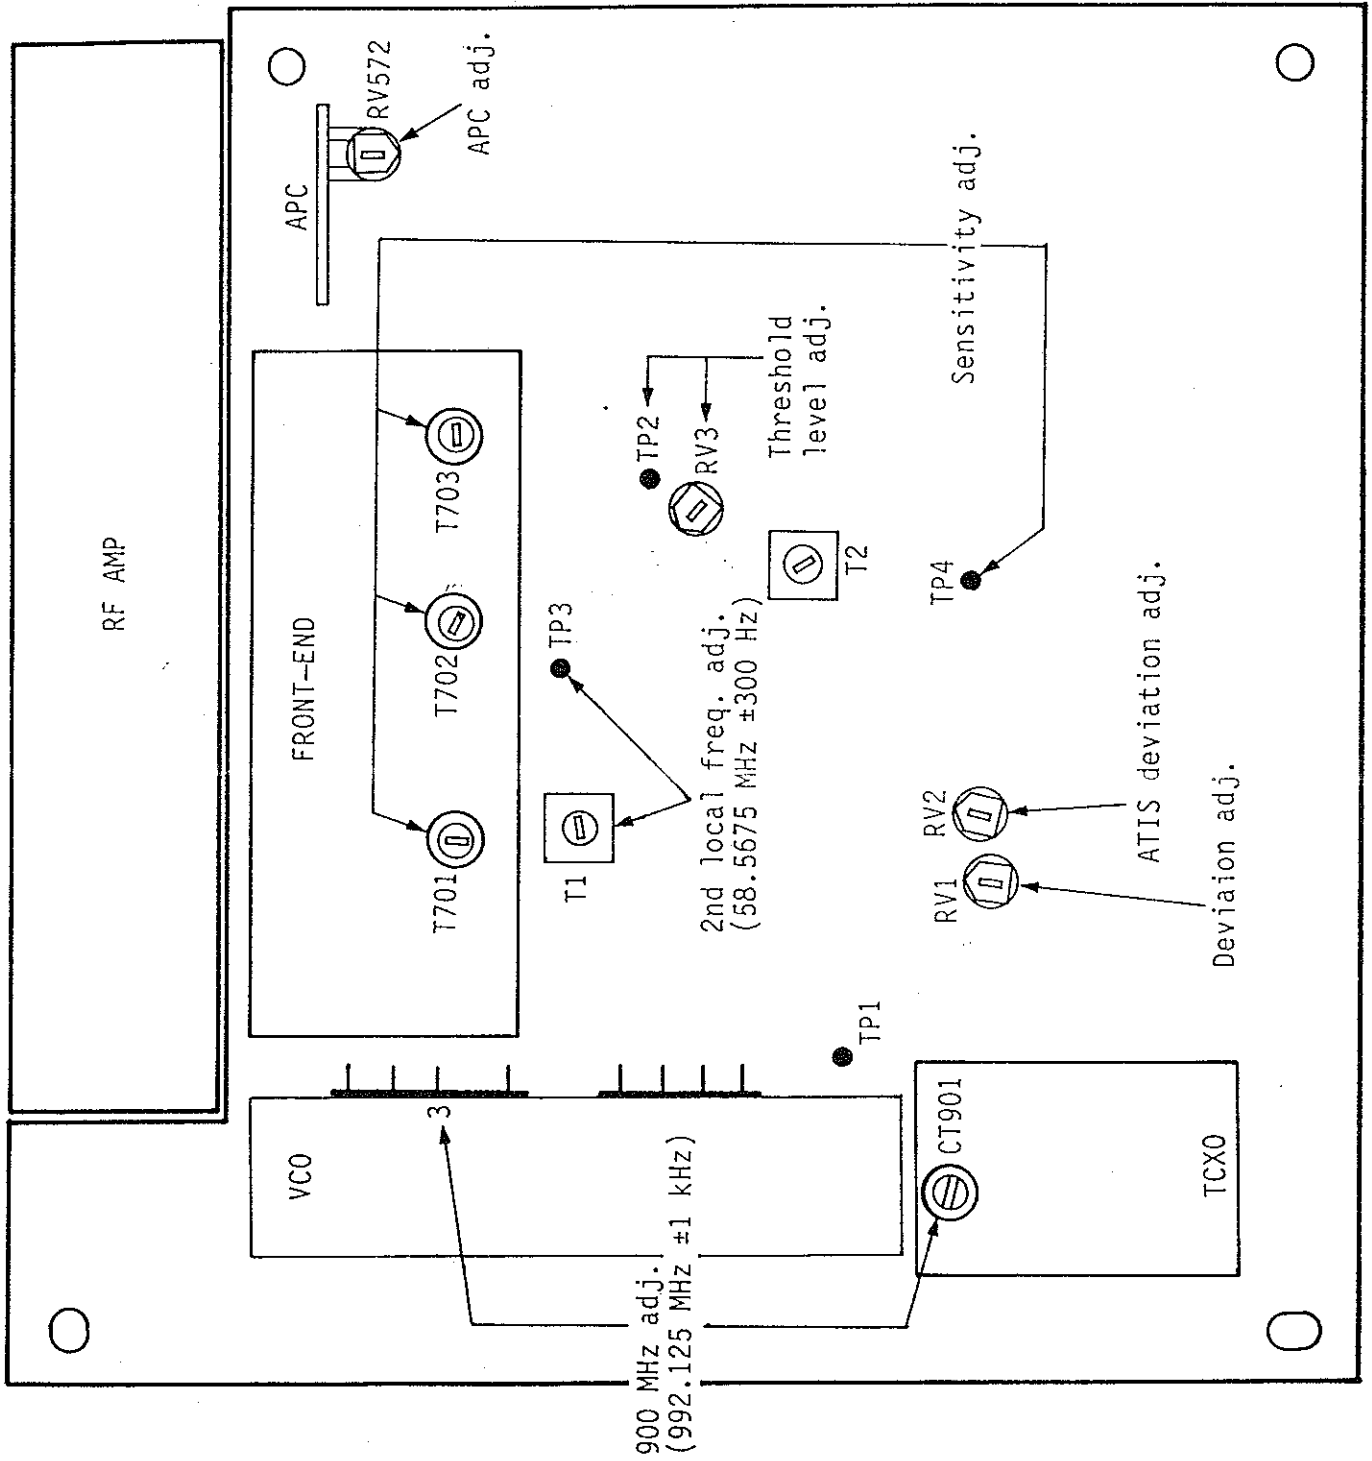 RF AMP
APC
RV572
APC adj.
FRONT-END
T701
T702
T703
T1
TP3
TP2
RV3
Threshold
level adj.
Sensitivity adj.
T2
TP4
2nd local freq. adj.
(58.5675 MHz ±300 Hz)
RV1
RV2
ATIS deviation adj.
Deviaion adj.
TP1
VCO
3
900 MHz adj.
(992.125 MHz ±1 kHz)
CT901
TCXO